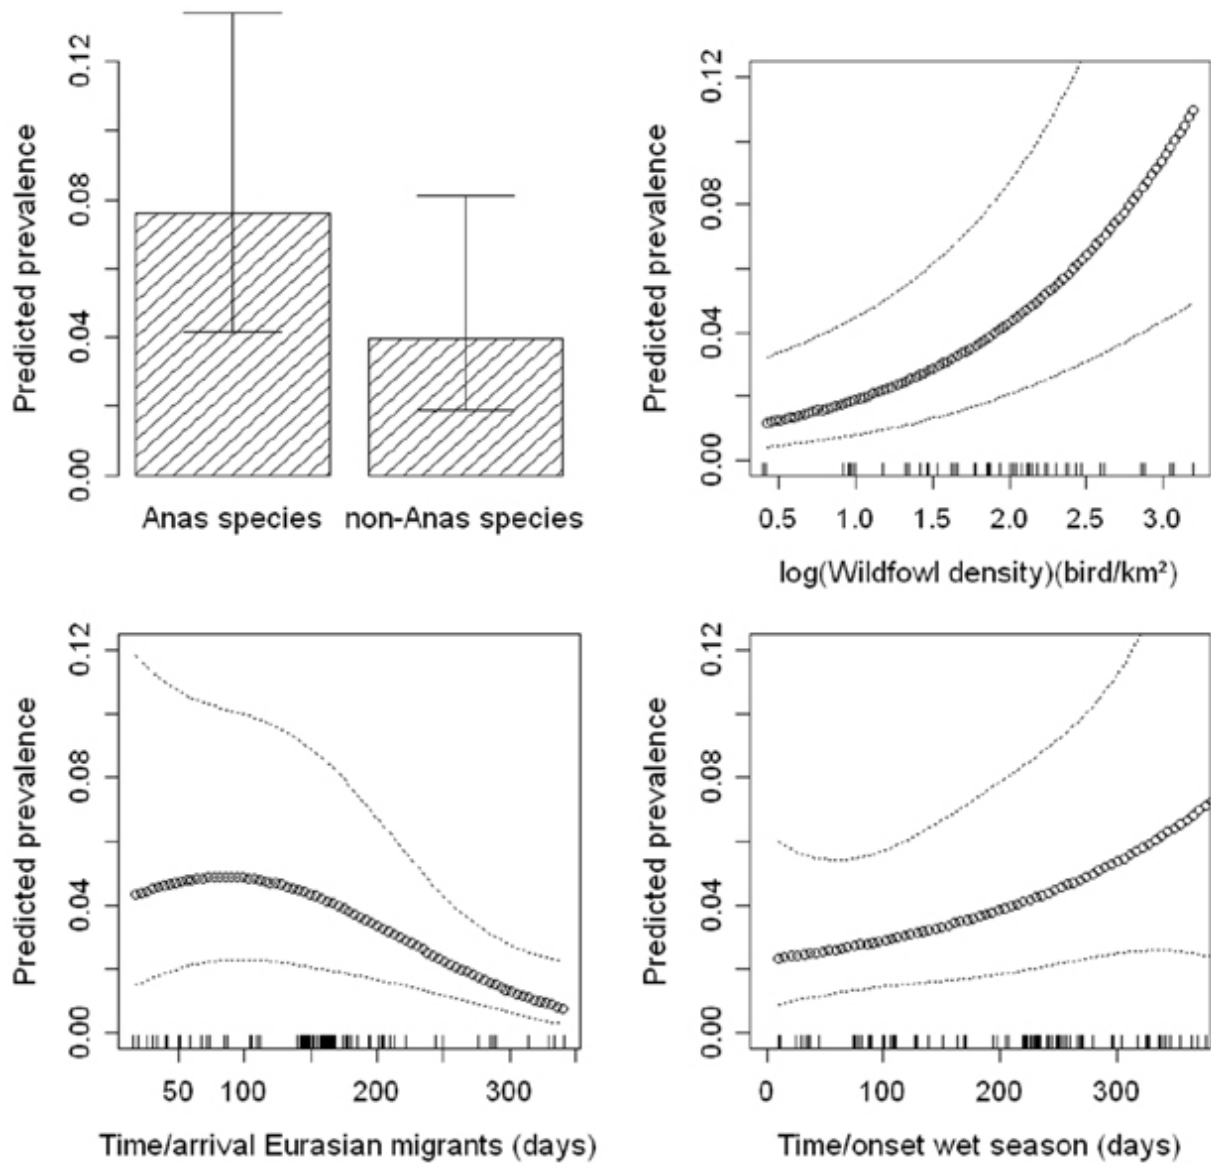 Predicted prevalence
0.12
0.08
0.04
0.00
Anas species
non-Anas species
Predicted prevalence
0.12
0.08
0.04
0.00
0.5 1.0 1.5 2.0 2.5 3.0
log(Wildfowl density)(bird/km²)
Predicted prevalence
0.12
0.08
0.04
0.00
50 100 200 300
Time/arrival Eurasian migrants (days)
Predicted prevalence
0.12
0.08
0.04
0.00
0 100 200 300
Time/onset wet season (days)